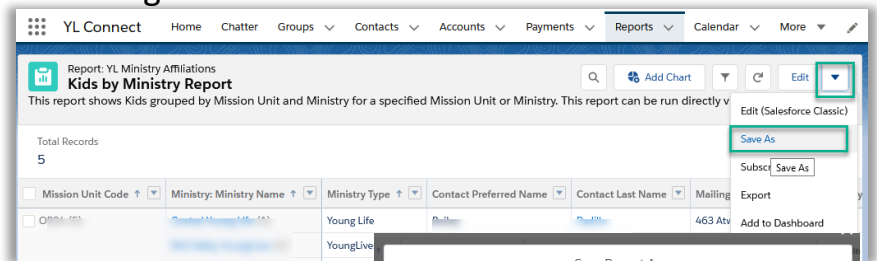 YL Connect Home Chatter Groups Contacts Accounts Payments Reports Calendar More
Report: YL Ministry Affiliations
Kids by Ministry Report
Add Chart Edit
This report shows Kids grouped by Mission Unit and Ministry for a specified Mission Unit or Ministry. This report can be run directly v
Edit (Salesforce Classic)
Total Records
Save As
5
Subscr Save As
Mission Unit Code Ministry: Ministry Name Ministry Type Contact Preferred Name Contact Last Name Mailing
Export
Young Life 463 Atw
Add to Dashboard
YoungLive